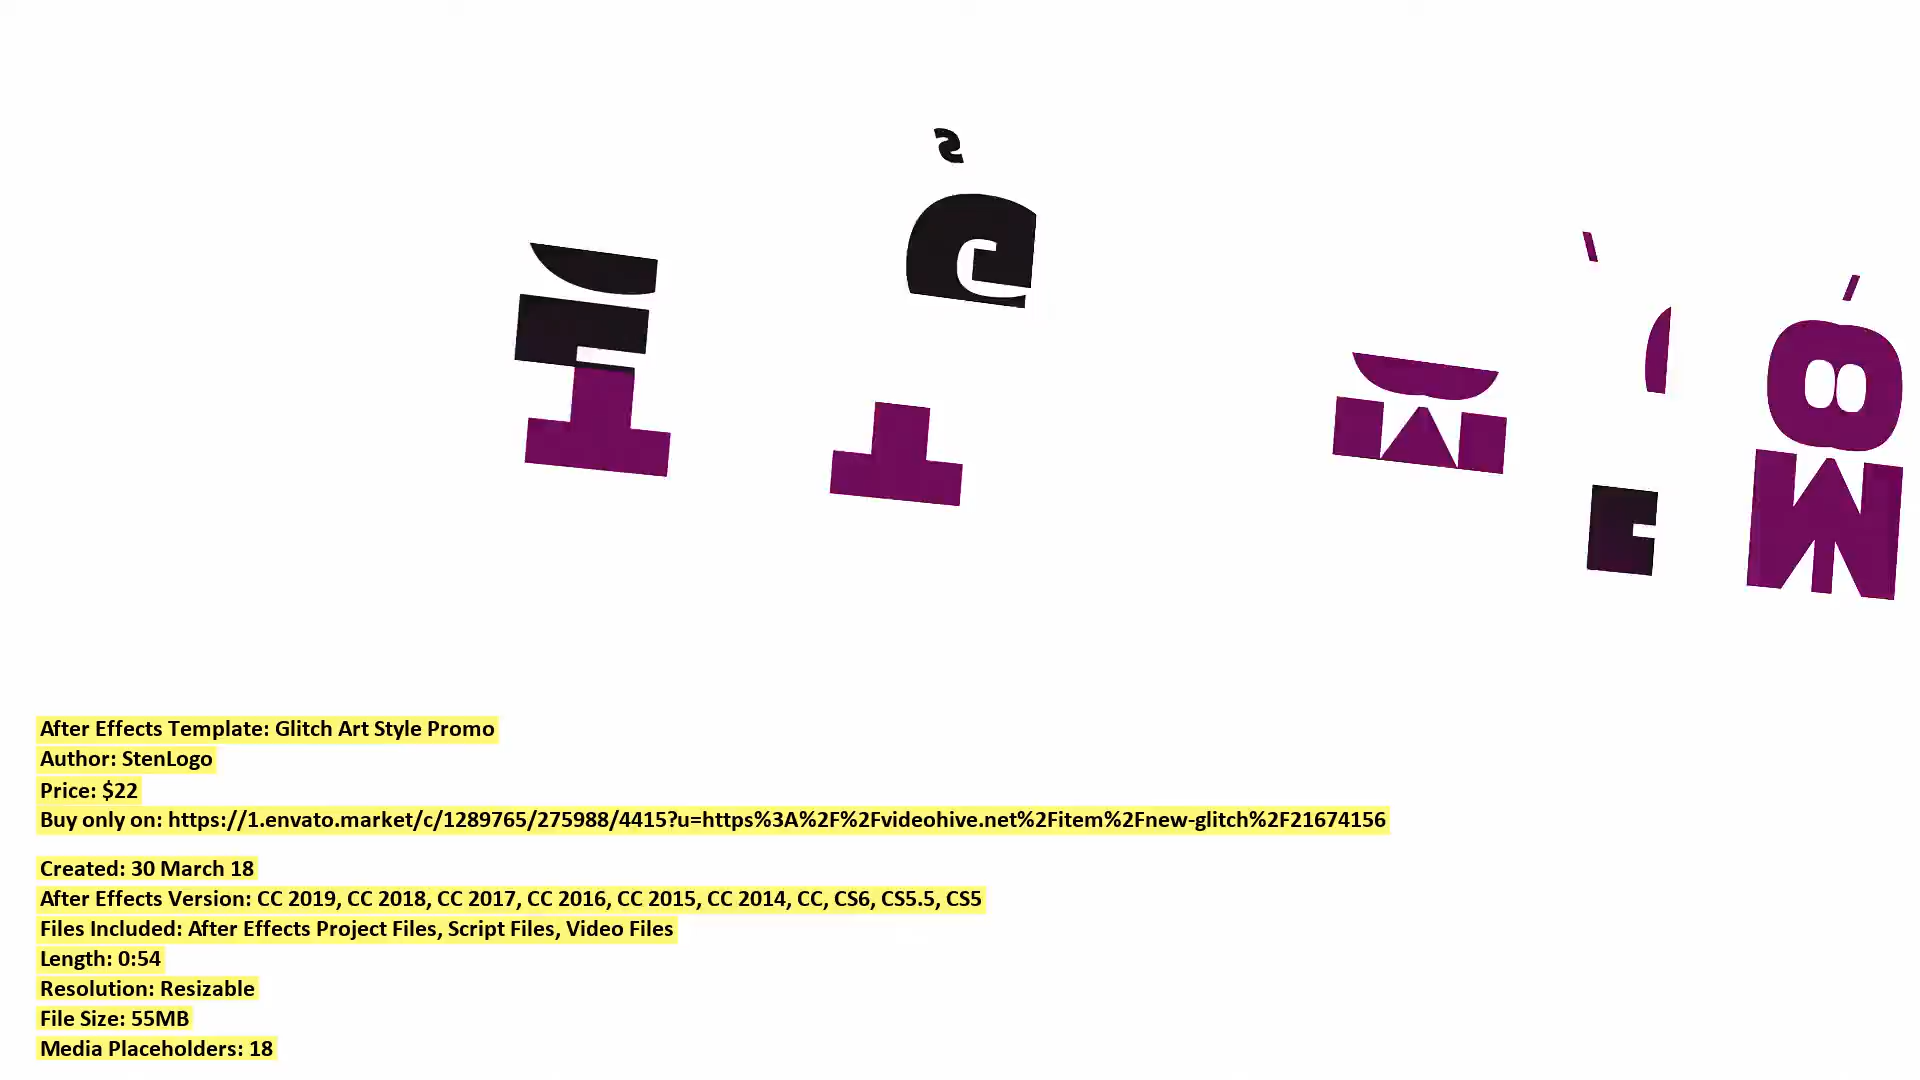 After Effects Template: Glitch Art Style Promo
Author: StenLogo
Price: $22
Buy only on: https://1.envato.market/c/1289765/275988/4415?u=https%3A%2F%2Fvideohive.net%2Fitem%2Fnew-glitch%2F21674156
Created: 30 March 18
After Effects Version: CC 2019, CC 2018, CC 2017, CC 2016, CC 2015, CC 2014, CC, CS6, CS5.5, CS5
Files Included: After Effects Project Files, Script Files, Video Files
Length: 0:54
Resolution: Resizable
File Size: 55MB
Media Placeholders: 18